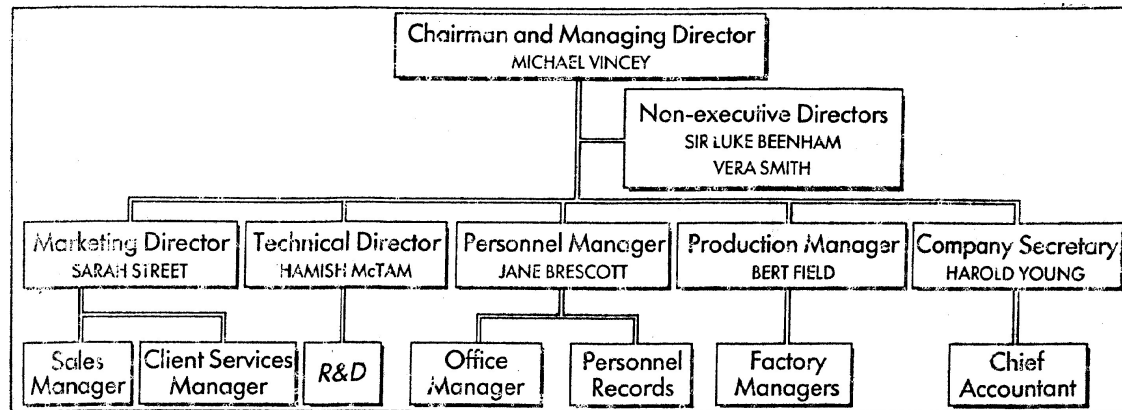 Chairman and Managing Director
MICHAEL VINCEY
Non-executive Directors
SIR LUKE BEENHAM
VERA SMITH
Marketing Director
SARAH STREET
Technical Director
HAMISH McTAM
Personnel Manager
JANE BRESCOTT
Production Manager
BERT FIELD
Company Secretary
HAROLD YOUNG
Sales
Manager
Client Services
Manager
R&D
Office
Manager
Personnel
Records
Factory
Managers
Chief
Accountant